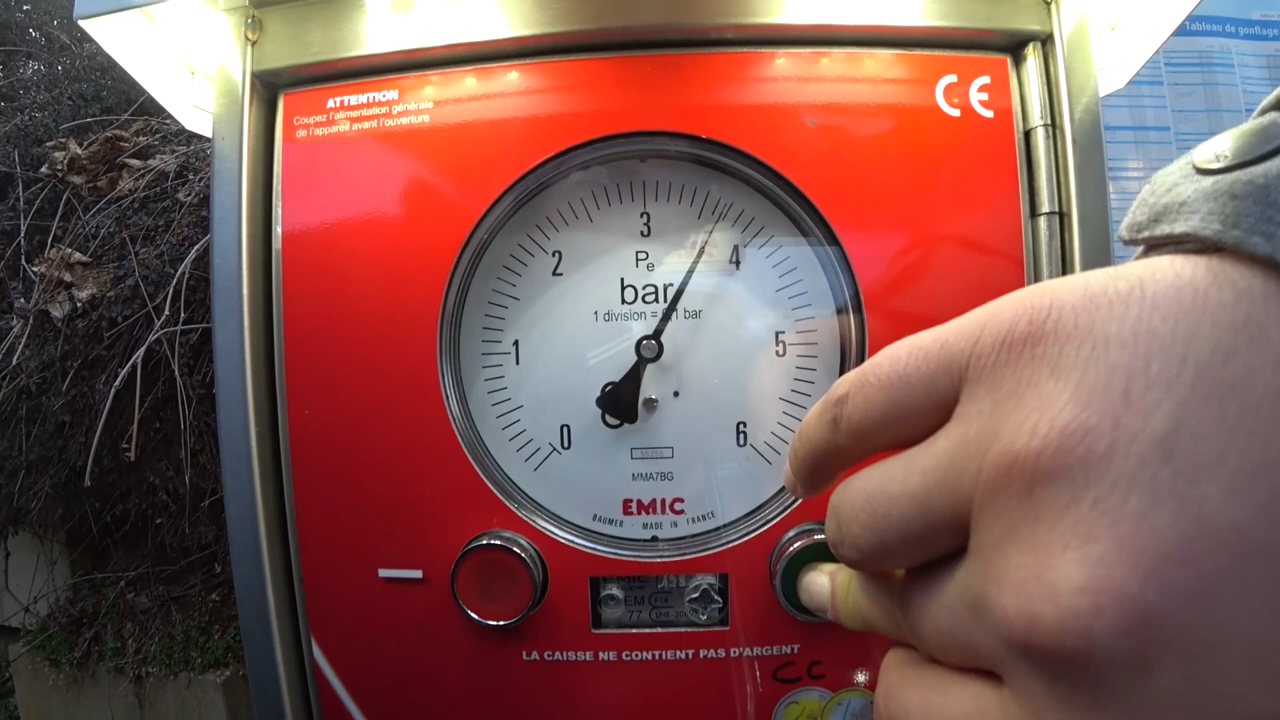 Tableau de gonflage
ATTENTION
Coupez l'alimentation générale
de l'appareil avant l'ouverture
CE
3
2
4
Pe
bar
1 division = 0,1 bar
1
5
0
6
MMA7BG
E.M.I.C.
BAUMER - MADE IN FRANCE
EM
F16
77
LA CAISSE NE CONTIENT PAS D'ARGENT
CC